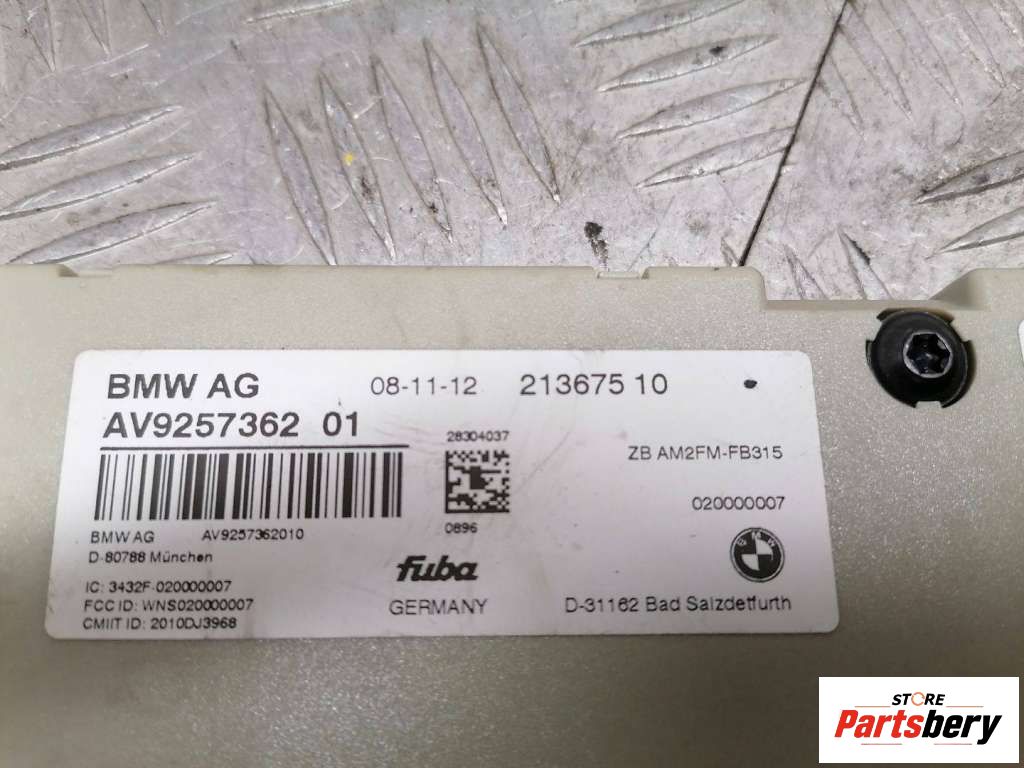 BMW AG 08-11-12 213675 10
AV9257362 01
28304037
ZB AM2FM-FB315
020000007
0896
BMW AG AV9257362010
D-80788 München
BMW
fuba
IC: 3432F-020000007
FCC ID: WNS020000007
CMIIT ID: 2010DJ3968
GERMANY
D-31162 Bad Salzdetfurth
STORE
Partsbery